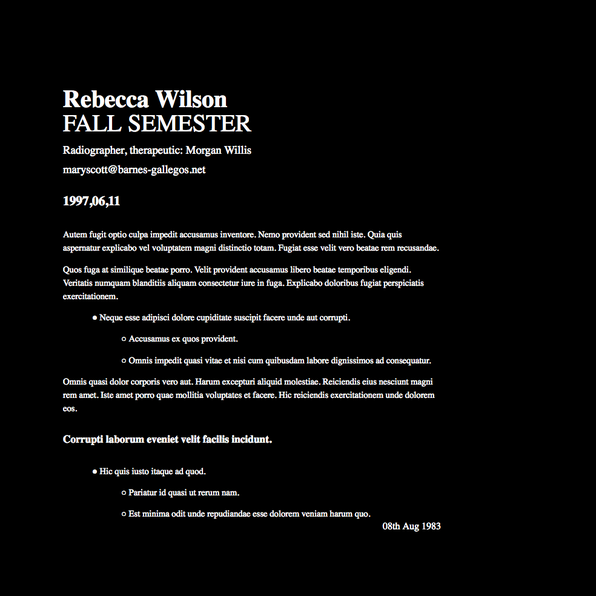 Rebecca Wilson
FALL SEMESTER
Radiographer, therapeutic: Morgan Willis
maryscott@barnes-gallegos.net
1997,06,11
Autem fugit optio culpa impedit accusamus inventore. Nemo provident sed nihil iste. Quia quis
aspernatur explicabo vel voluptatem magni distinctio totam. Fugiat esse velit vero beatae rem recusandae.
Quos fuga at similique beatae porro. Velit provident accusamus libero beatae temporibus eligendi.
Veritatis numquam blanditiis aliquam consectetur iure in fuga. Explicabo doloribus fugiat perspiciatis
exercitationem.
• Neque esse adipisci dolore cupiditate suscipit facere unde aut corrupti.
○ Accusamus ex quos provident.
○ Omnis impedit quasi vitae et nisi cum quibusdam labore dignissimos ad consequatur.
Omnis quasi dolor corporis vero aut. Harum excepturi aliquid molestiae. Reiciendis eius nesciunt magni
rem amet. Iste amet porro quae mollitia voluptates et facere. Hic reiciendis exercitationem unde dolorem
eos.
Corrupti laborum eveniet velit facilis incidunt.
• Hic quis iusto itaque ad quod.
○ Pariatur id quasi ut rerum nam.
○ Est minima odit unde repudiandae esse dolorem veniam harum quo.
08th Aug 1983